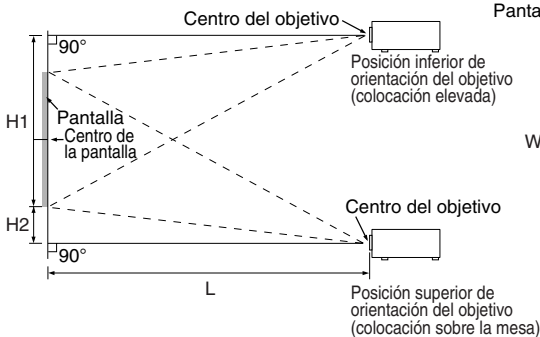 Centro del objetivo
Panta
90°
Posición inferior de
orientación del objetivo
(colocación elevada)
Pantalla
H1
Centro de
la pantalla
W
H2
Centro del objetivo
90°
L
Posición superior de
orientación del objetivo
(colocación sobre la mesa)